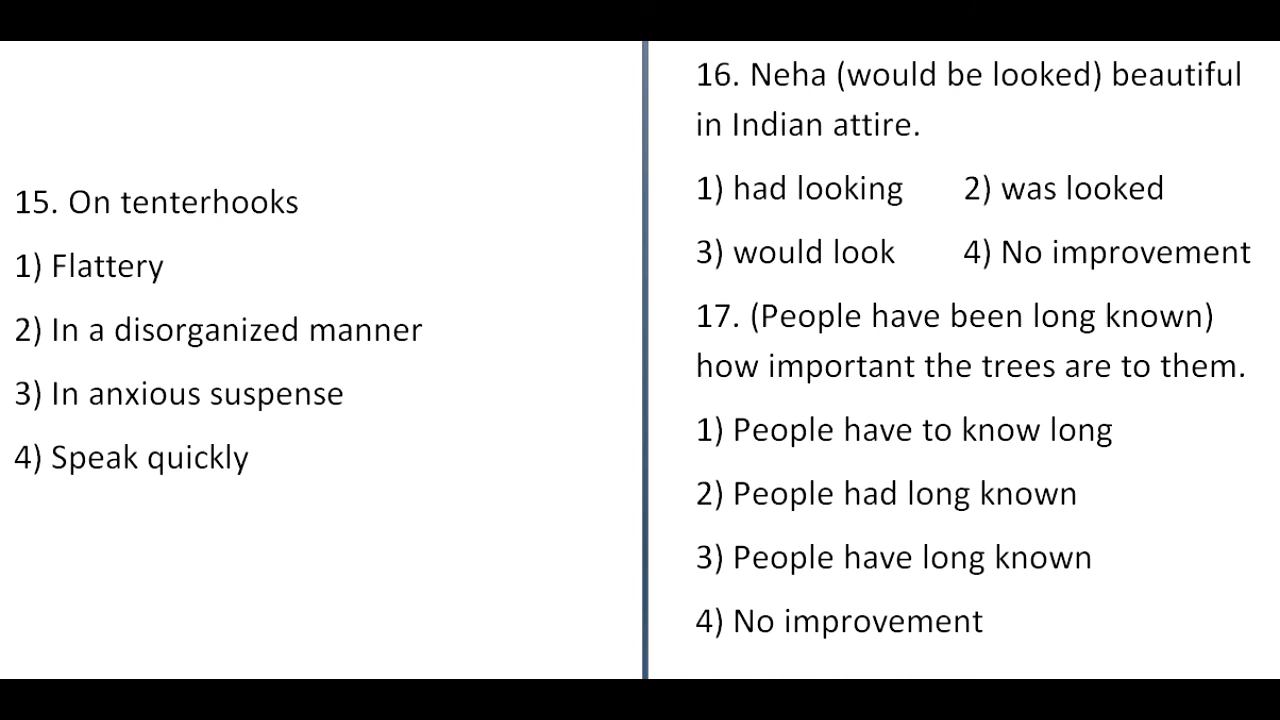 15. On tenterhooks
1) Flattery
2) In a disorganized manner
3) In anxious suspense
4) Speak quickly
16. Neha (would be looked) beautiful
in Indian attire.
1) had looking 2) was looked
3) would look 4) No improvement
17. (People have been long known)
how important the trees are to them.
1) People have to know long
2) People had long known
3) People have long known
4) No improvement